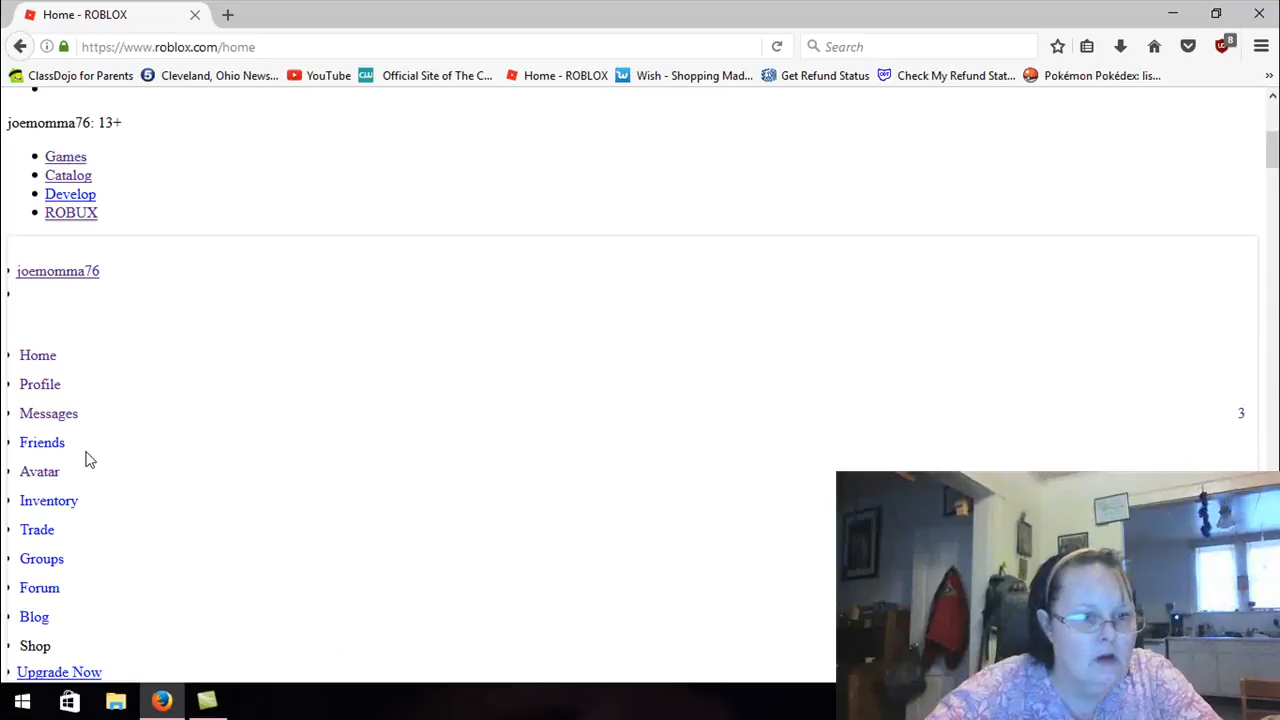 Home - ROBLOX
https://www.roblox.com/home
Search
8
ClassDojo for Parents
Cleveland, Ohio News...
YouTube
Official Site of The C...
Home - ROBLOX
Wish - Shopping Mad...
Get Refund Status
Check My Refund Stat...
Pokémon Pokédex: lis...
joemomma76: 13+
Games
Catalog
Develop
ROBUX
joemomma76
Home
Profile
Messages 3
Friends
Avatar
Inventory
Trade
Groups
Forum
Blog
Shop
Upgrade Now